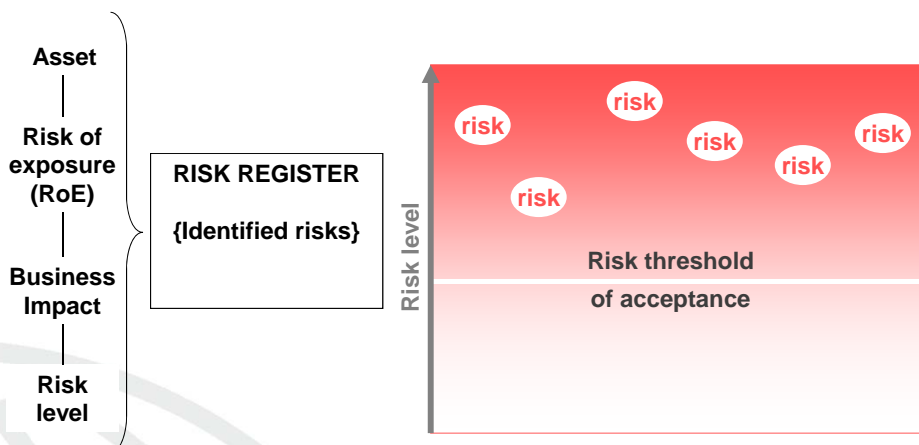 Asset
Risk of
exposure
(RoE)
Business
Impact
Risk
level
RISK REGISTER
{Identified risks}
Risk level
risk
risk
risk
risk
risk
risk
Risk threshold
of acceptance